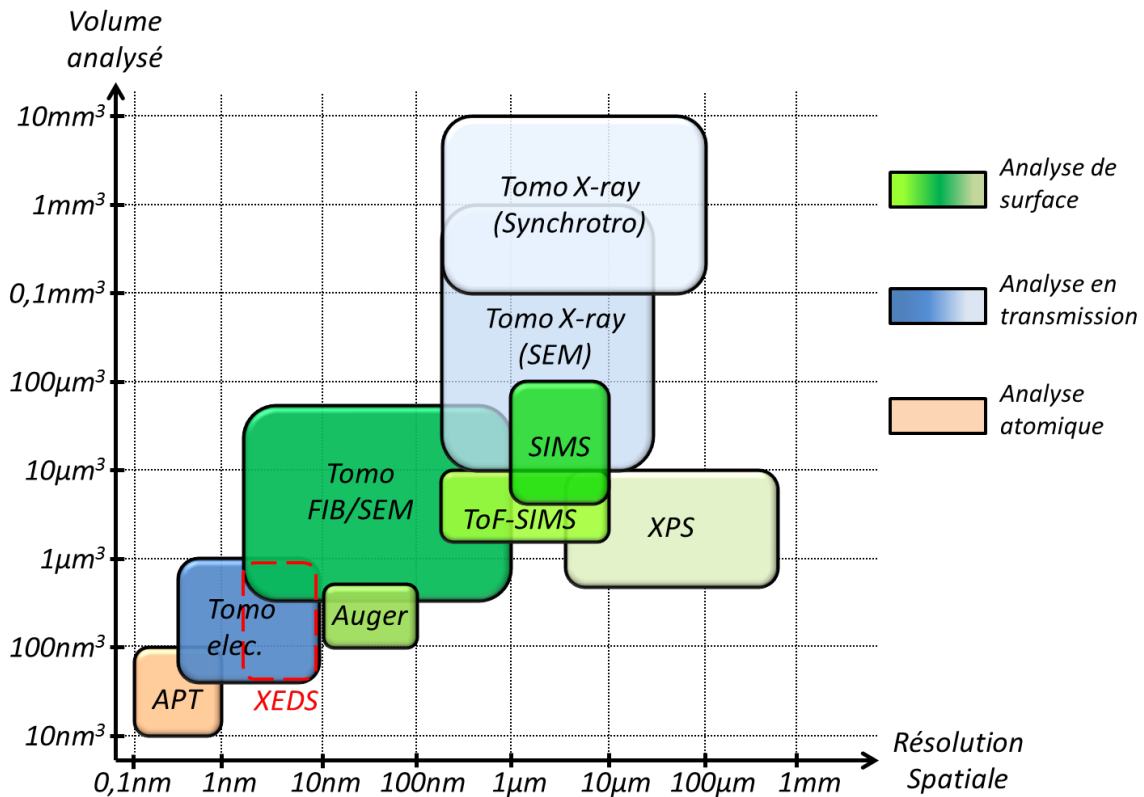 Volume
analysé
10mm³
1mm³
0,1mm³
100µm³
10µm³
1µm³
100nm³
10nm³
Tomo X-ray
(Synchrotro)
Tomo X-ray
(SEM)
SIMS
Tomo
FIB/SEM
ToF-SIMS
XPS
Tomo
elec.
Auger
APT
XEDS
Analyse de
surface
Analyse en
transmission
Analyse
atomique
0,1nm 1nm 10nm 100nm 1µm 10µm 100µm 1mm
Résolution
Spatiale